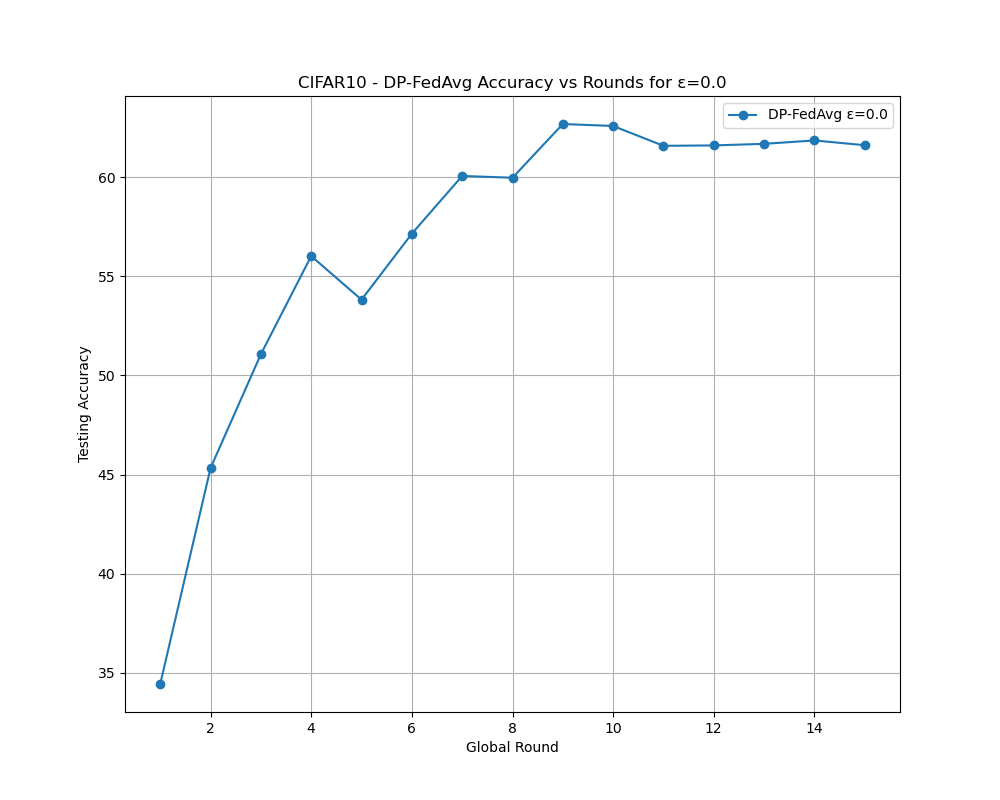 CIFAR10 - DP-FedAvg Accuracy vs Rounds for ε=0.0
DP-FedAvg ε=0.0
Testing Accuracy
60
55
50
45
40
35
2 4 6 8 10 12 14
Global Round